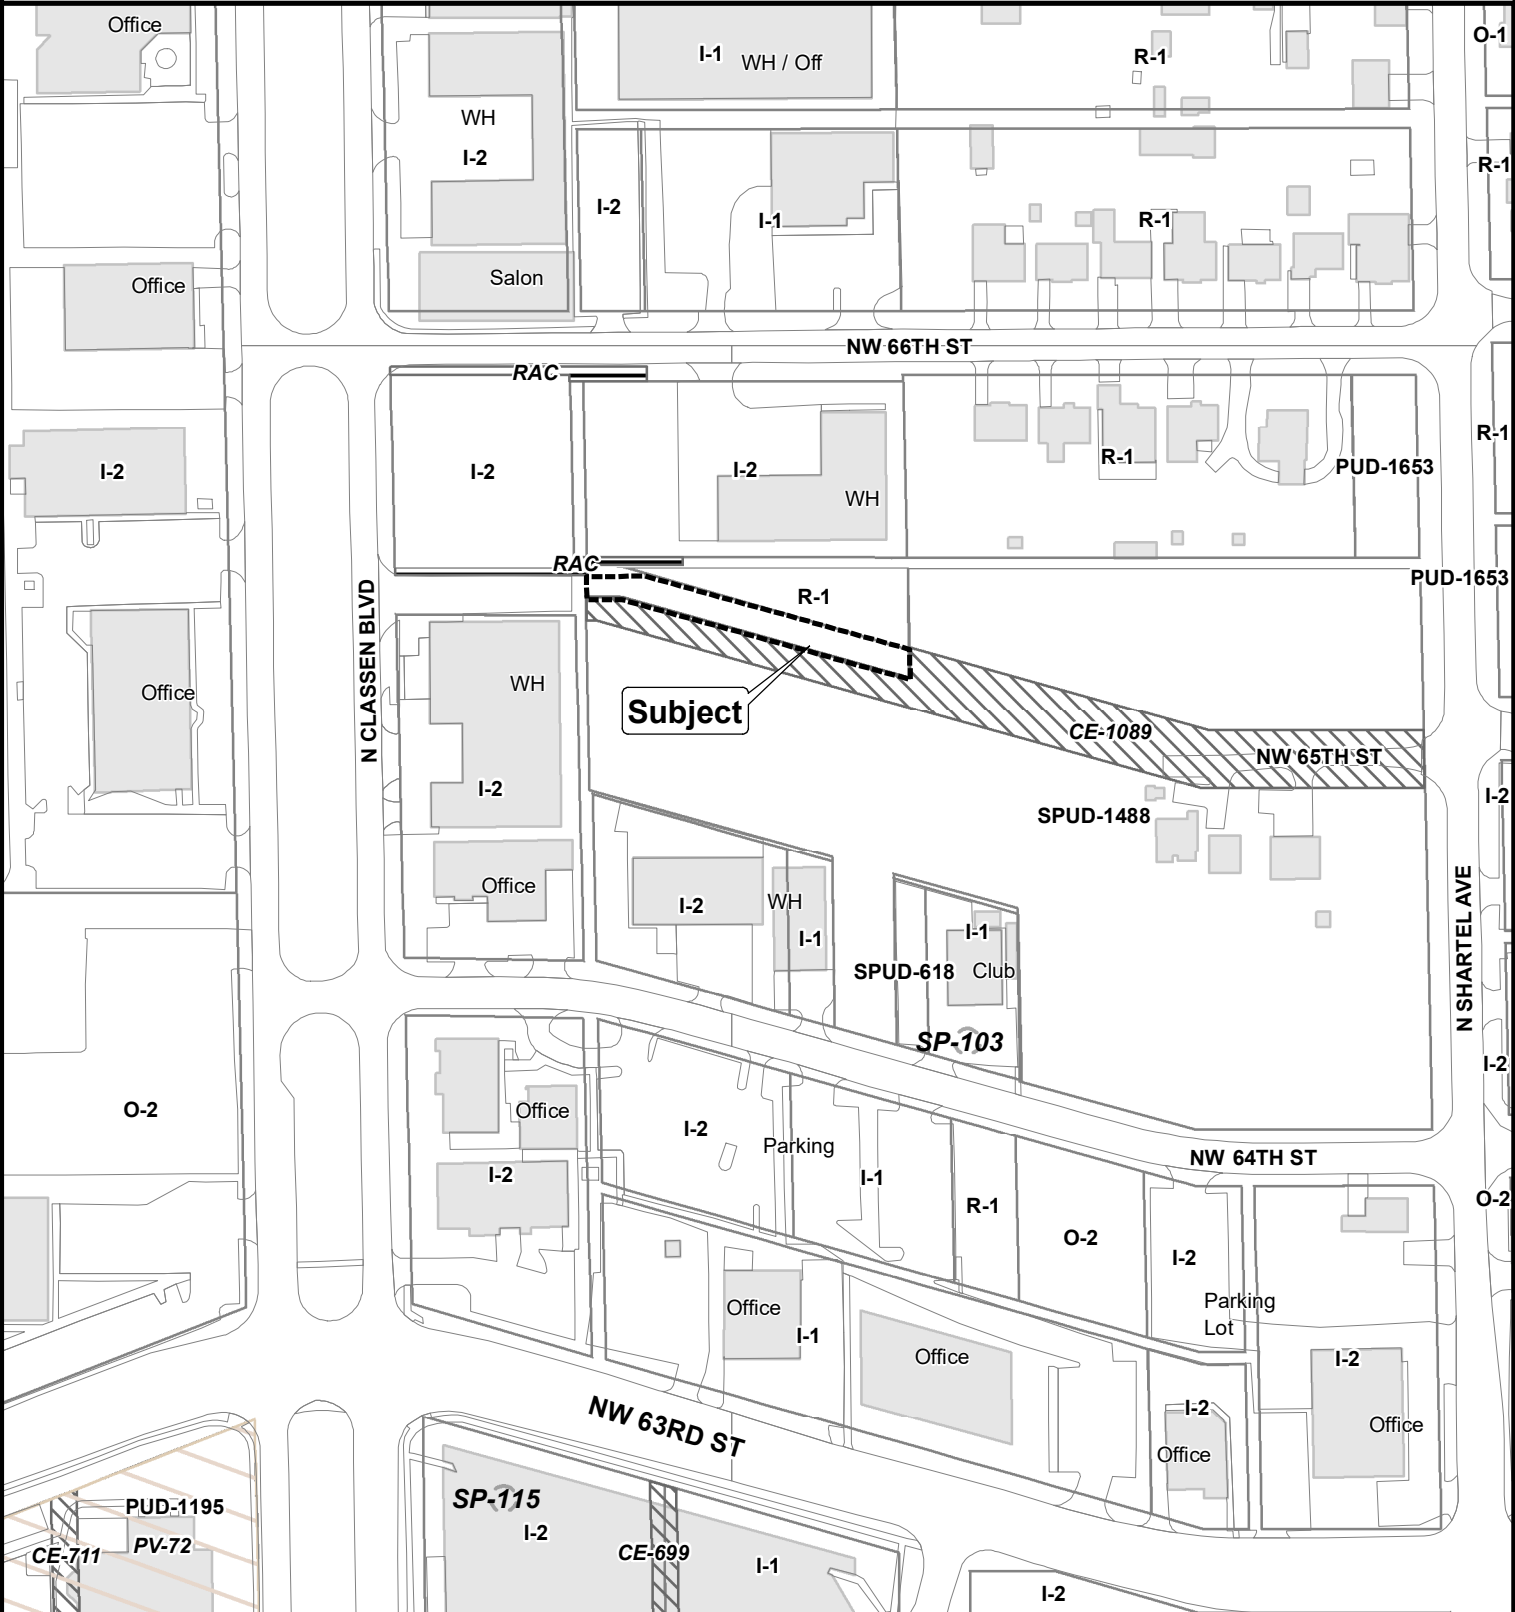 Office
I-1
WH / Off
R-1
O-1
WH
I-2
I-2
I-1
R-1
R-1
Office
Salon
NW 66TH ST
RAC
I-2
I-2
I-2
WH
R-1
PUD-1653
R-1
RAC
R-1
PUD-1653
N CLASSEN BLVD
Office
WH
Subject
CE-1089
NW 65TH ST
I-2
SPUD-1488
I-2
Office
I-2
WH
I-1
SPUD-618
I-1
Club
SP-103
N SHARTEL AVE
I-2
O-2
Office
I-2
I-2
Parking
I-1
R-1
O-2
I-2
NW 64TH ST
O-2
Parking
Lot
Office
I-1
Office
I-2
I-2
Office
Office
NW 63RD ST
SP-115
I-2
PUD-1195
PV-72
CE-711
CE-699
I-1
I-2